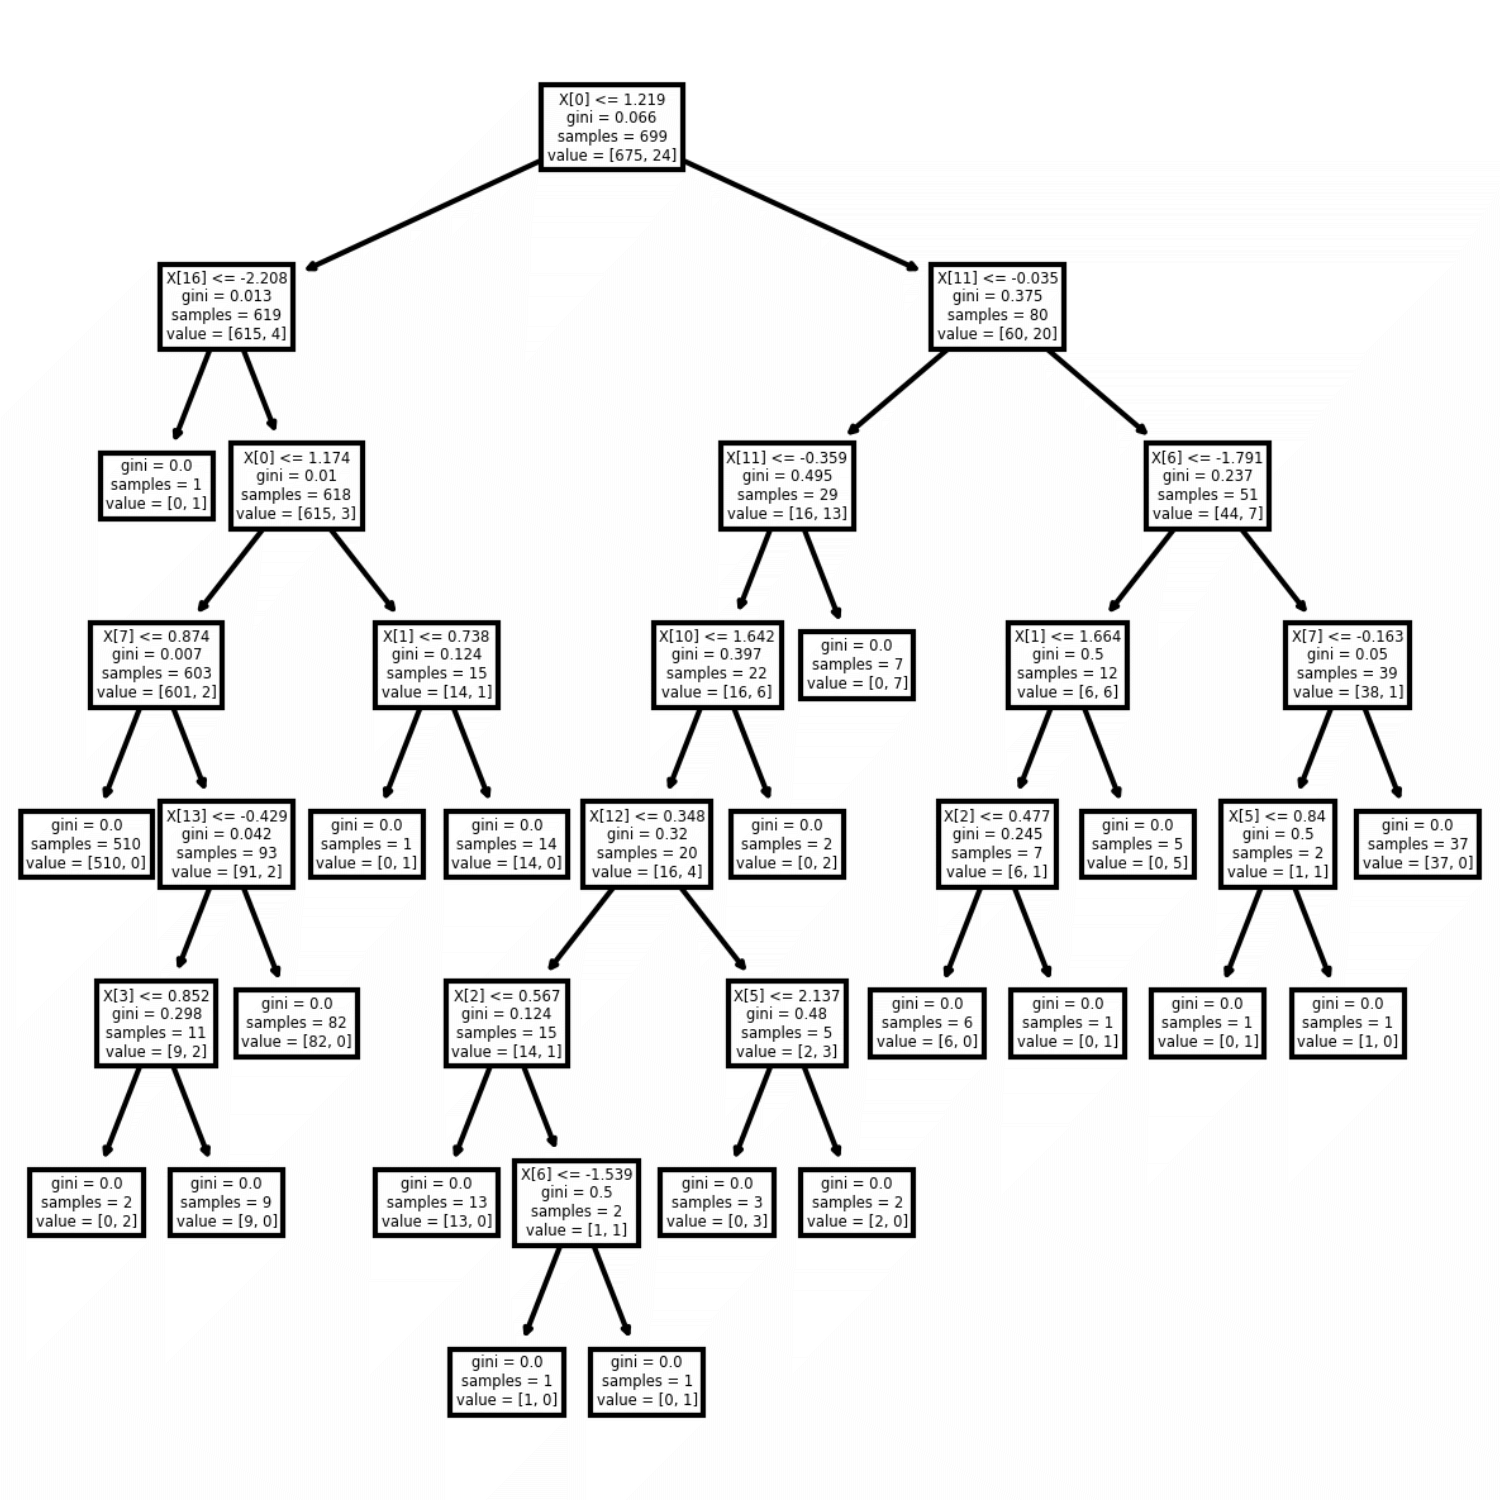 X[0] <= 1.219
gini = 0.066
samples = 699
value = [675, 24]
X[16] <= -2.208
gini = 0.013
samples = 619
value = [615, 4]
X[11] <= -0.035
gini = 0.375
samples = 80
value = [60, 20]
gini = 0.0
samples = 1
value = [0, 1]
X[0] <= 1.174
gini = 0.01
samples = 618
value = [615, 3]
X[11] <= -0.359
gini = 0.495
samples = 29
value = [16, 13]
X[6] <= -1.791
gini = 0.237
samples = 51
value = [44, 7]
X[7] <= 0.874
gini = 0.007
samples = 603
value = [601, 2]
X[1] <= 0.738
gini = 0.124
samples = 15
value = [14, 1]
X[10] <= 1.642
gini = 0.397
samples = 22
value = [16, 6]
gini = 0.0
samples = 7
value = [0, 7]
X[1] <= 1.664
gini = 0.5
samples = 12
value = [6, 6]
X[7] <= -0.163
gini = 0.05
samples = 39
value = [38, 1]
gini = 0.0
samples = 510
value = [510, 0]
X[13] <= -0.429
gini = 0.042
samples = 93
value = [91, 2]
gini = 0.0
samples = 1
value = [0, 1]
gini = 0.0
samples = 14
value = [14, 0]
X[12] <= 0.348
gini = 0.32
samples = 20
value = [16, 4]
gini = 0.0
samples = 2
value = [0, 2]
X[2] <= 0.477
gini = 0.245
samples = 7
value = [6, 1]
gini = 0.0
samples = 5
value = [0, 5]
X[5] <= 0.84
gini = 0.5
samples = 2
value = [1, 1]
gini = 0.0
samples = 37
value = [37, 0]
X[3] <= 0.852
gini = 0.298
samples = 11
value = [9, 2]
gini = 0.0
samples = 82
value = [82, 0]
X[2] <= 0.567
gini = 0.124
samples = 15
value = [14, 1]
X[5] <= 2.137
gini = 0.48
samples = 5
value = [2, 3]
gini = 0.0
samples = 6
value = [6, 0]
gini = 0.0
samples = 1
value = [0, 1]
gini = 0.0
samples = 1
value = [0, 1]
gini = 0.0
samples = 1
value = [1, 0]
gini = 0.0
samples = 2
value = [0, 2]
gini = 0.0
samples = 9
value = [9, 0]
gini = 0.0
samples = 13
value = [13, 0]
X[6] <= -1.539
gini = 0.5
samples = 2
value = [1, 1]
gini = 0.0
samples = 3
value = [0, 3]
gini = 0.0
samples = 2
value = [2, 0]
gini = 0.0
samples = 1
value = [1, 0]
gini = 0.0
samples = 1
value = [0, 1]